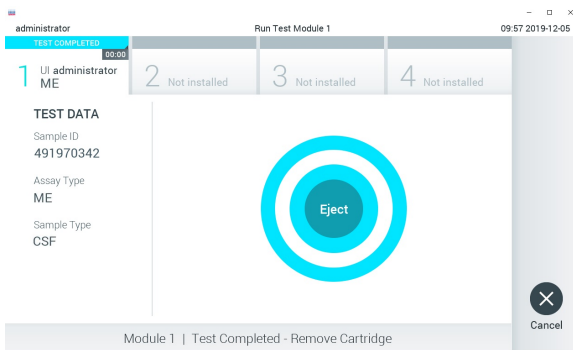 administrator Run Test Module 1 09:57 2019-12-05
TEST COMPLETED
00:00
1 UI administrator
ME
2 Not installed
3 Not installed
4 Not installed
TEST DATA
Sample ID
491970342
Assay Type
ME
Sample Type
CSF
Eject
Cancel
Module 1 | Test Completed - Remove Cartridge